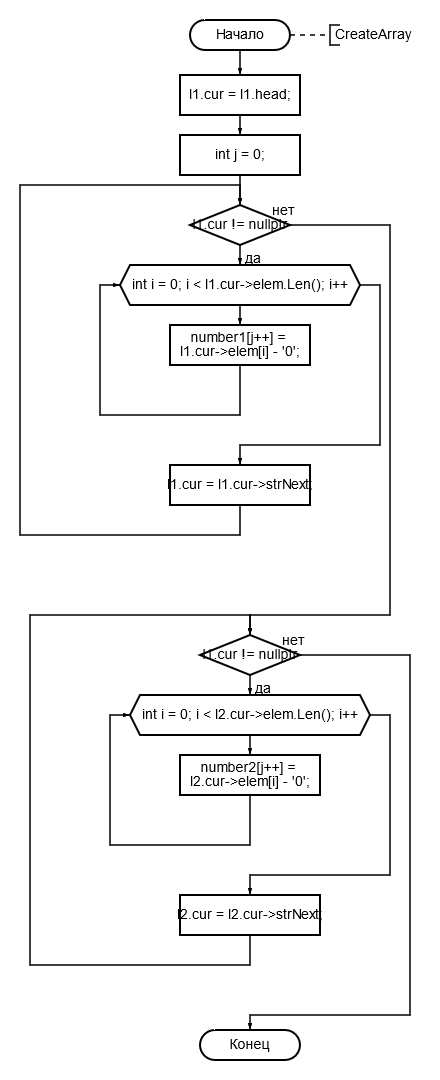 Начало
CreateArray
l1.cur = l1.head;
int j = 0;
l1.cur != nullptr
нет
да
int i = 0; i < l1.cur->elem.Len(); i++
number1[j++] =
l1.cur->elem[i] - '0';
l1.cur = l1.cur->strNext;
l1.cur != nullptr
нет
да
int i = 0; i < l2.cur->elem.Len(); i++
number2[j++] =
l2.cur->elem[i] - '0';
l2.cur = l2.cur->strNext;
Конец